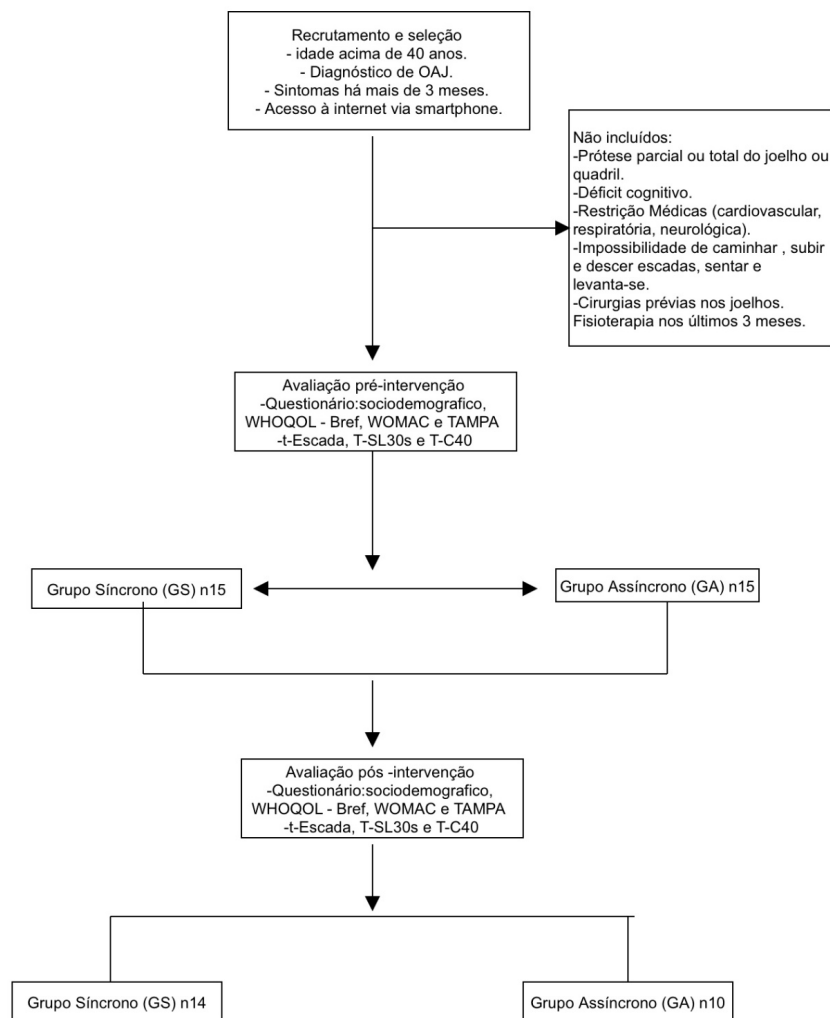 Recrutamento e seleção
- idade acima de 40 anos.
- Diagnóstico de OAJ.
- Sintomas há mais de 3 meses.
- Acesso à internet via smartphone.
Não incluídos:
-Prótese parcial ou total do joelho ou
quadril.
-Déficit cognitivo.
-Restrição Médicas (cardiovascular,
respiratória, neurológica).
-Impossibilidade de caminhar , subir
e descer escadas, sentar e
levanta-se.
-Cirurgias prévias nos joelhos.
Fisioterapia nos últimos 3 meses.
Avaliação pré-intervenção
-Questionário:sociodemografico,
WHOQOL - Bref, WOMAC e TAMPA
-t-Escada, T-SL30s e T-C40
Grupo Síncrono (GS) n15
Grupo Assíncrono (GA) n15
Avaliação pós -intervenção
-Questionário:sociodemografico,
WHOQOL - Bref, WOMAC e TAMPA
-t-Escada, T-SL30s e T-C40
Grupo Síncrono (GS) n14
Grupo Assíncrono (GA) n10